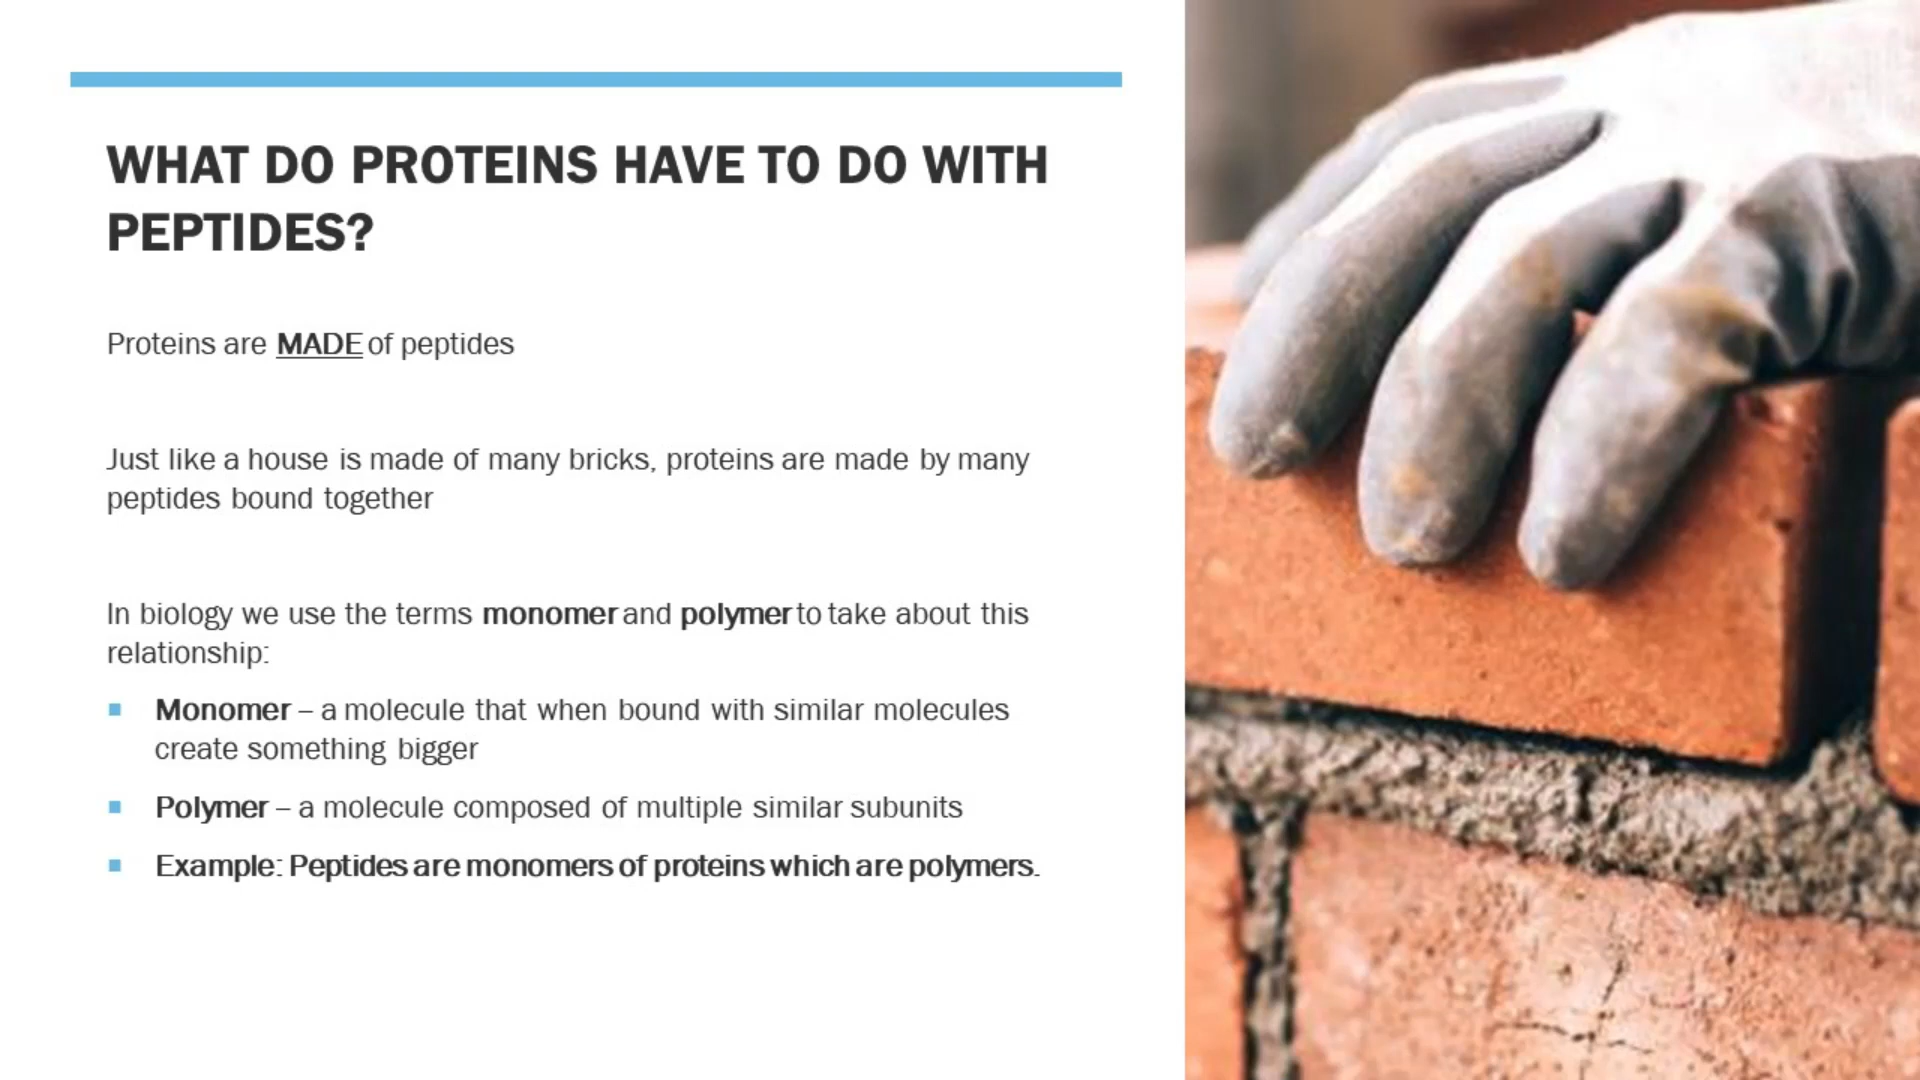 WHAT DO PROTEINS HAVE TO DO WITH
PEPTIDES?
Proteins are MADE of peptides
Just like a house is made of many bricks, proteins are made by many
peptides bound together
In biology we use the terms monomer and polymer to take about this
relationship:
Monomer – a molecule that when bound with similar molecules
create something bigger
Polymer – a molecule composed of multiple similar subunits
Example: Peptides are monomers of proteins which are polymers.